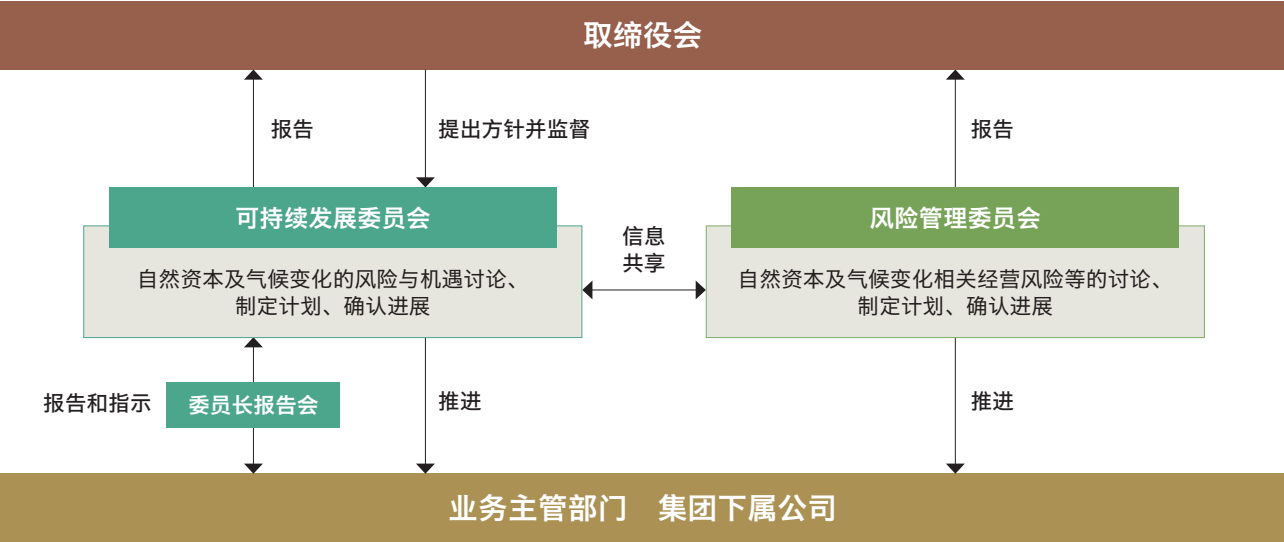 取缔役会
报告
提出方针并监督
报告
可持续发展委员会
自然资本及气候变化的风险与机遇讨论、
制定计划、确认进展
信息
共享
风险管理委员会
自然资本及气候变化相关经营风险等的讨论、
制定计划、确认进展
报告和指示
委员长报告会
推进
推进
业务主管部门　集团下属公司